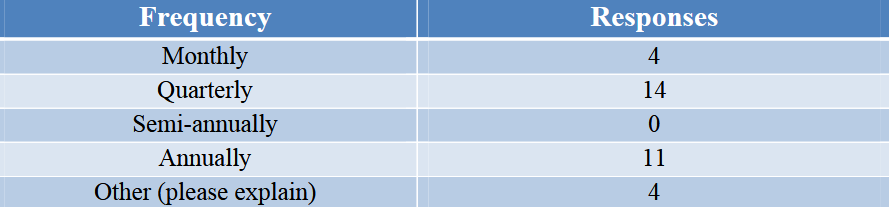 Frequency Responses
Monthly 4
Quarterly 14
Semi-annually 0
Annually 11
Other (please explain) 4